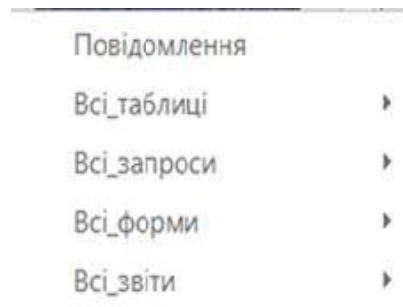 Повідомлення
Всі_таблиці
Всі_запроси
Всі_форми
Всі_звіти